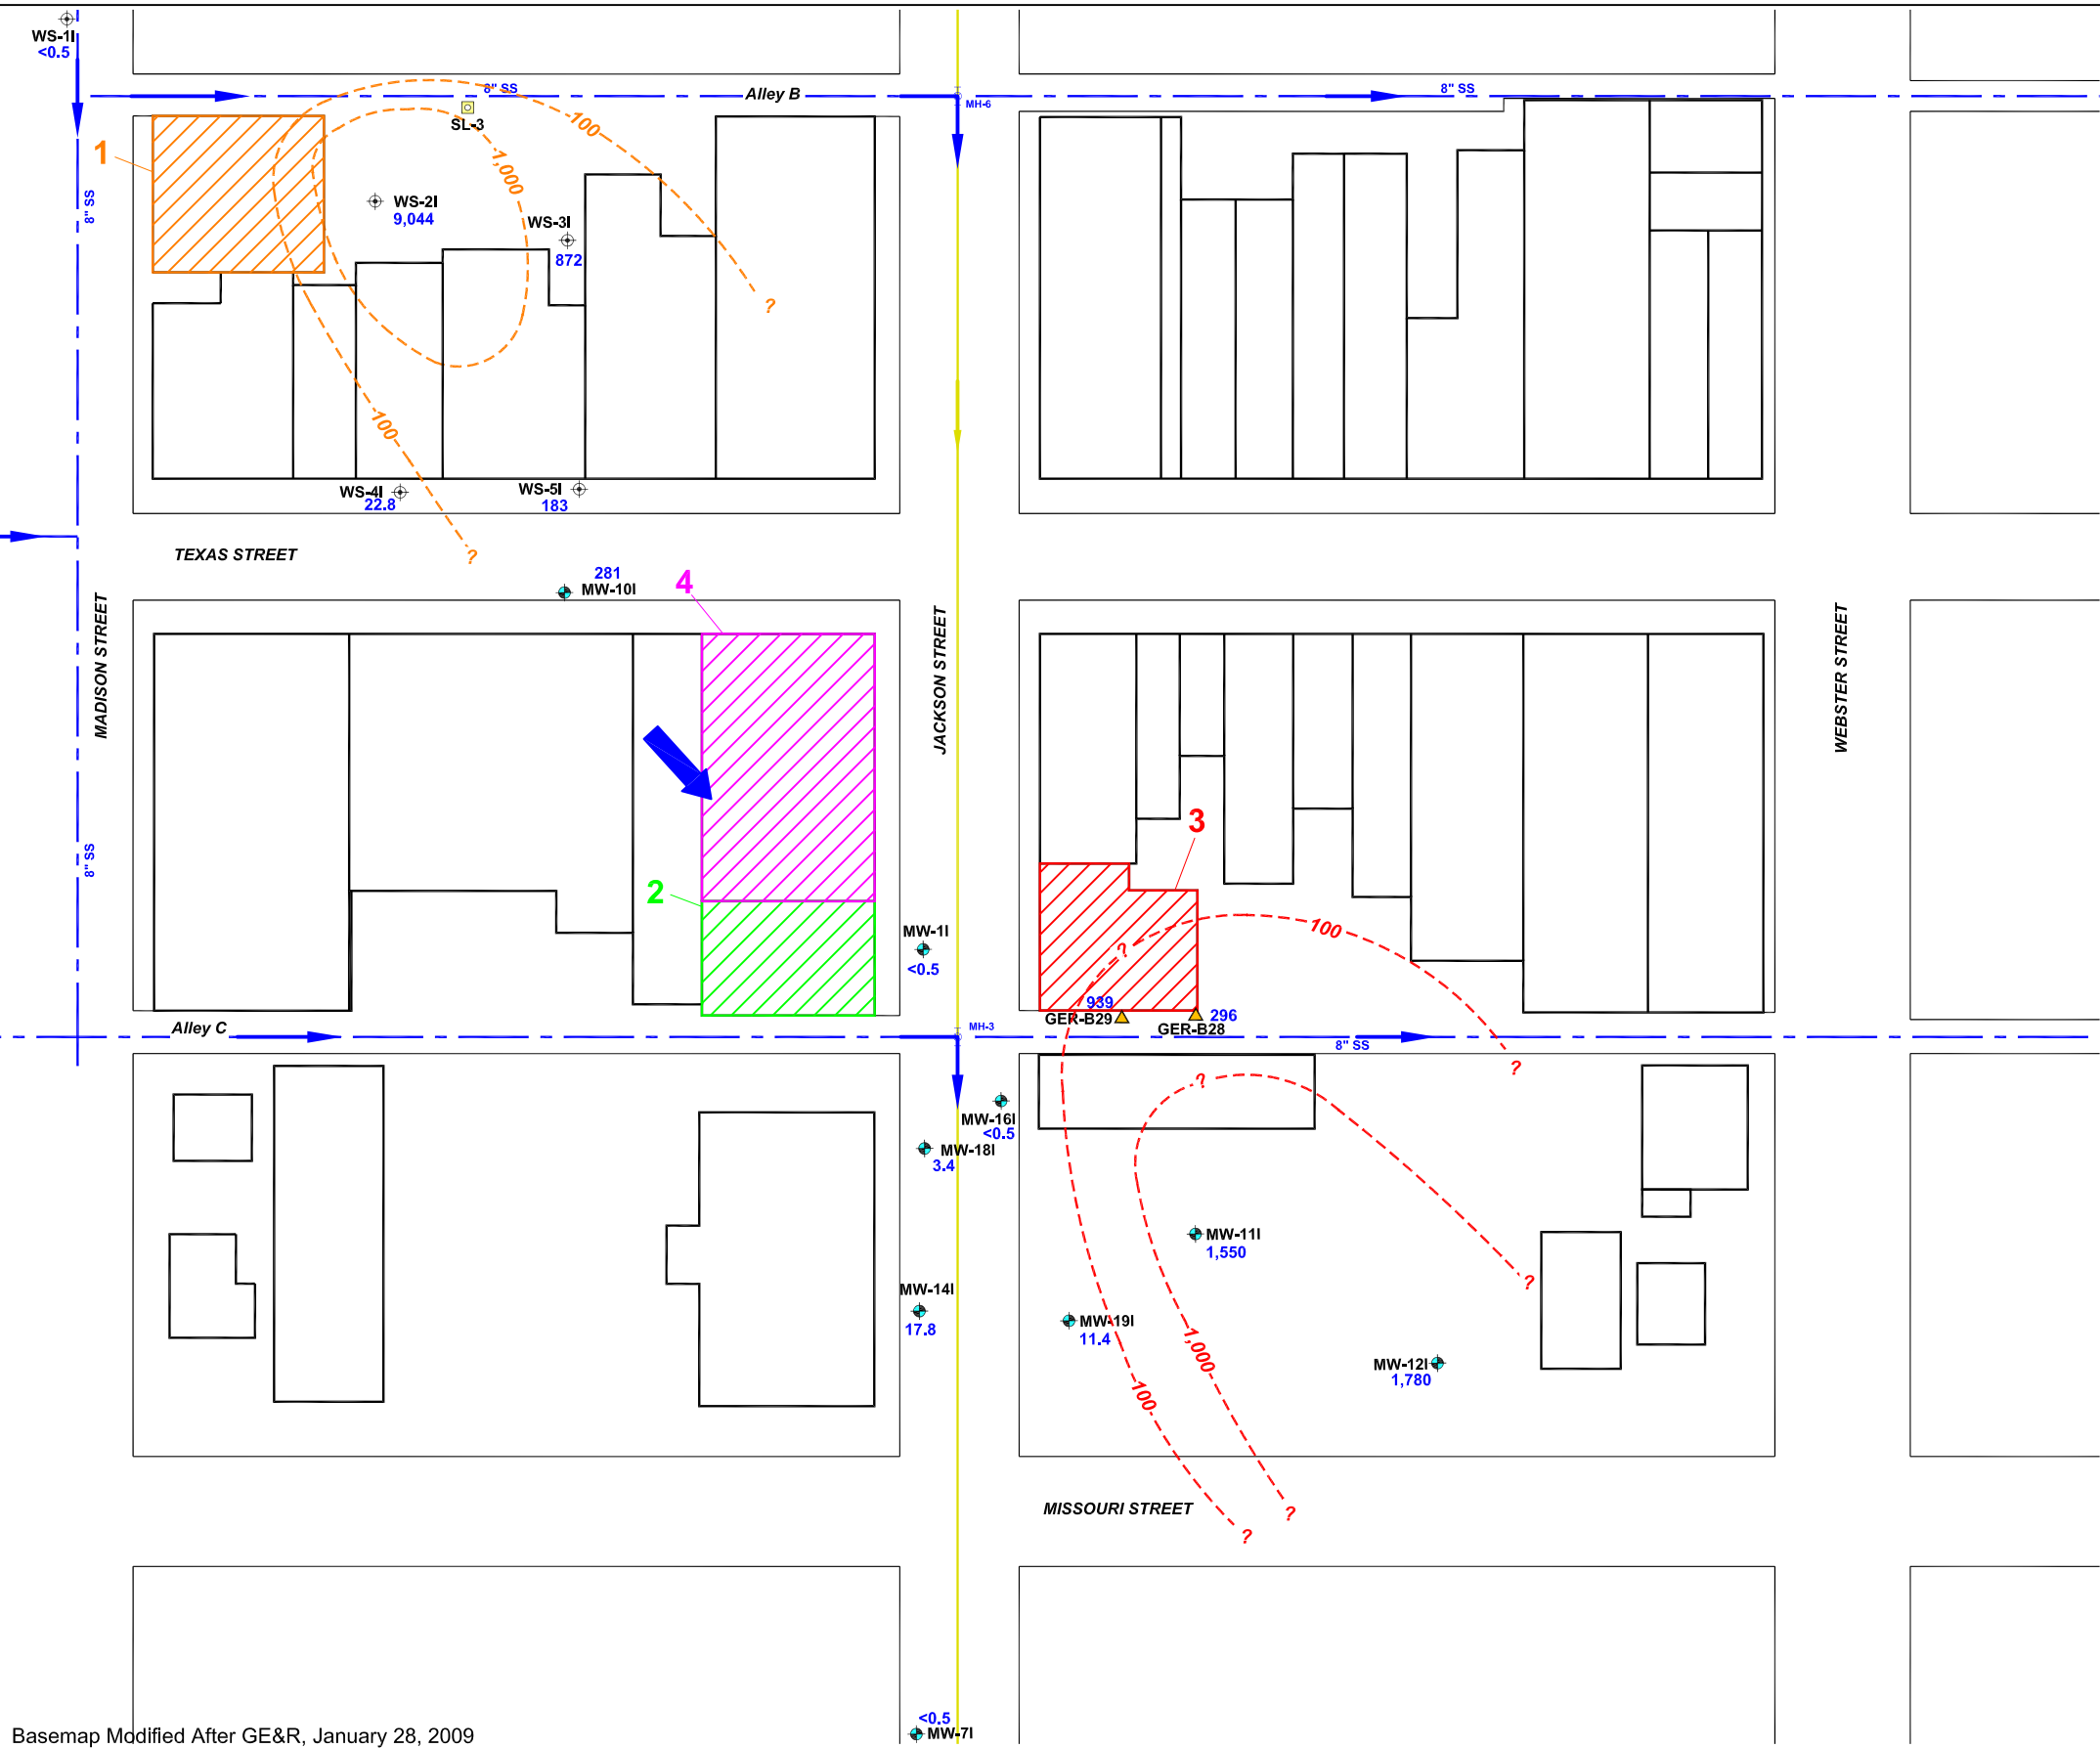 WS-1I
<0.5
8" SS
Alley B
MH-6
8" SS
SL-3
100
1
1,000
8" SS
WS-2I
9,044
WS-3I
872
?
100
WS-4I
22.8
WS-5I
183
TEXAS STREET
?
281
MW-10I
4
MADISON STREET
JACKSON STREET
WEBSTER STREET
3
8" SS
2
MW-1I
<0.5
100
?
939
GER-B29
296
GER-B28
Alley C
MH-3
8" SS
?
?
MW-16I
<0.5
MW-18I
3.4
MW-11I
1,550
?
MW-14I
17.8
MW-19I
11.4
1,000
MW-12I
1,780
100
MISSOURI STREET
?
?
<0.5
MW-7I
Basemap Modified After GE&R, January 28, 2009